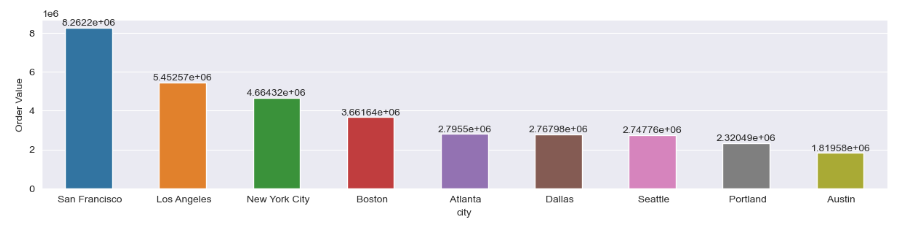 1e6
8.2622e+06
8
5.45257e+06
6
4.66432e+06
3.66164e+06
4
2.7955e+06
2.76798e+06
2.74776e+06
2.32049e+06
2
1.81958e+06
0
Order Value
San Francisco Los Angeles New York City Boston Atlanta Dallas Seattle Portland Austin
city